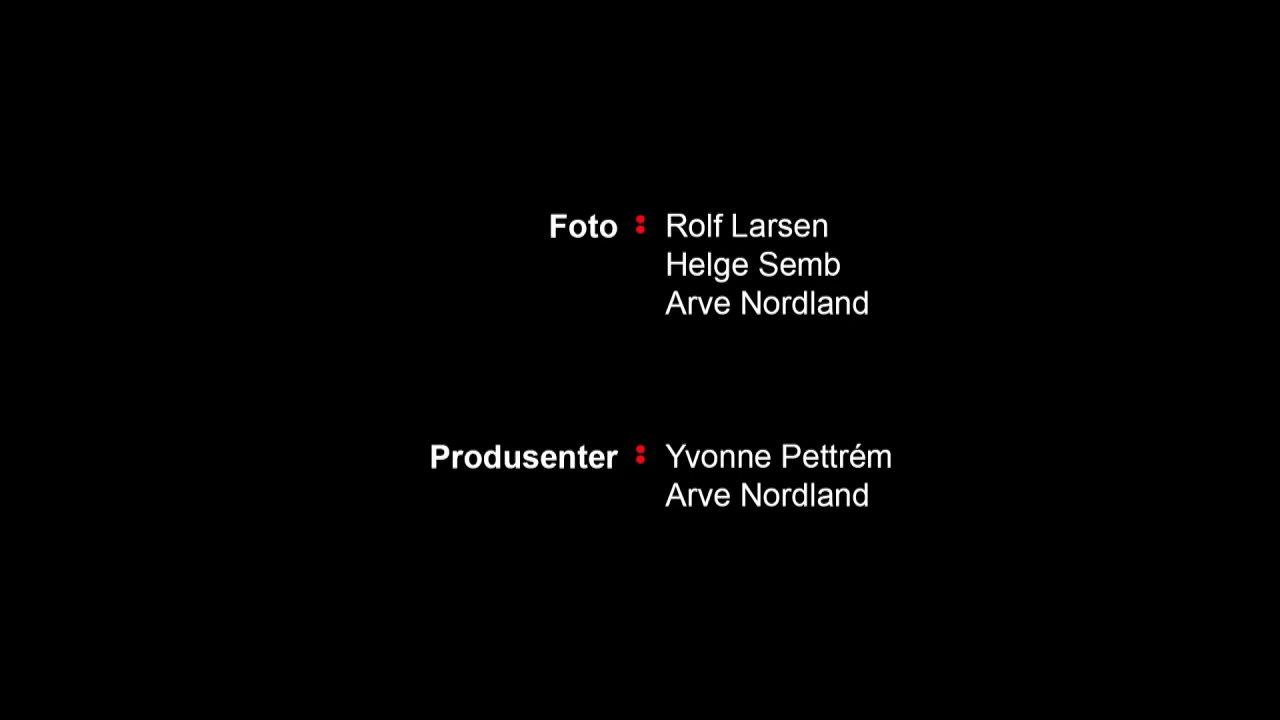 Foto : Rolf Larsen
Helge Semb
Arve Nordland
Produsenter : Yvonne Pettrém
Arve Nordland